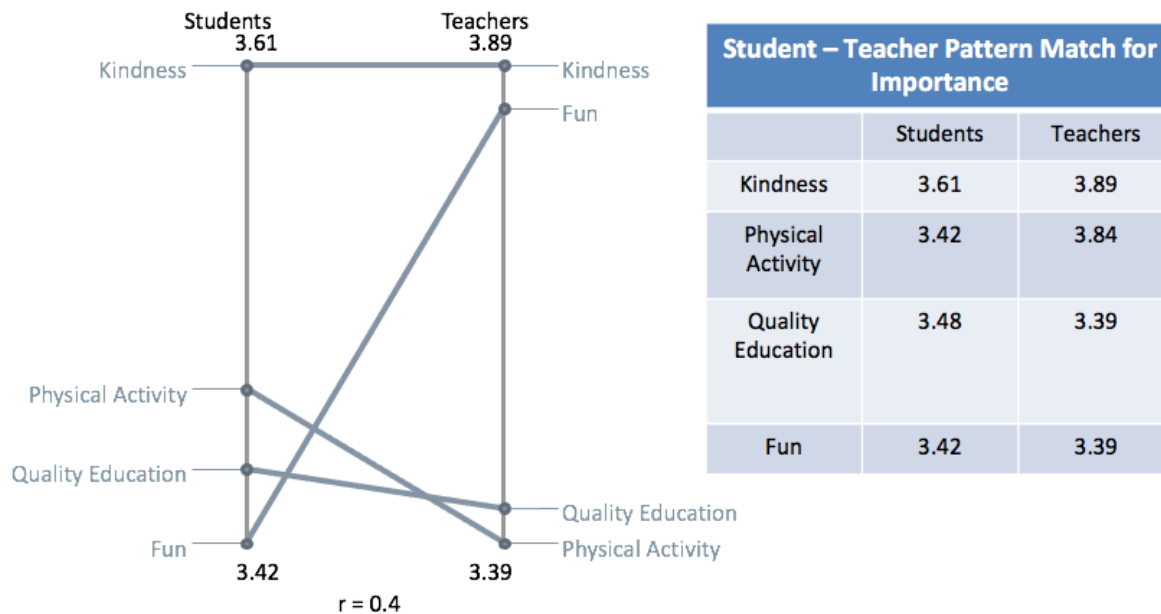 Students Teachers
3.61 3.89
Kindness Kindness
Fun
Physical Activity
Quality Education
Quality Education
Fun Physical Activity
3.42 3.39
r = 0.4
Student – Teacher Pattern Match for
Importance
Students Teachers
Kindness 3.61 3.89
Physical 3.42 3.84
Activity
Quality 3.48 3.39
Education
Fun 3.42 3.39